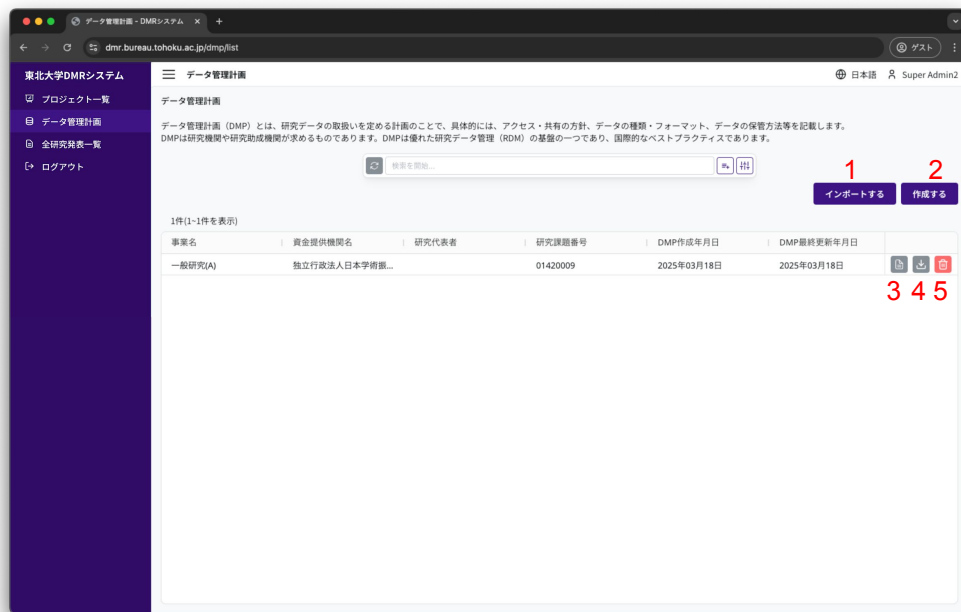 データ管理計画 - DMRシステム
dmr.bureau.tohoku.ac.jp/dmp/list
ゲスト
東北大学DMRシステム
プロジェクト一覧
データ管理計画
全研究発表一覧
ログアウト
データ管理計画
日本語 Super Admin2
データ管理計画
データ管理計画（DMP）とは、研究データの取扱いを定める計画のことで、具体的には、アクセス・共有の方針、データの種類・フォーマット、データの保管方法等を記載します。
DMPは研究機関や研究助成機関が求めるものであります。DMPは優れた研究データ管理（RDM）の基盤の一つであり、国際的なベストプラクティスであります。
検索を開始...
1 2
インポートする 作成する
1件(1~1件を表示)
事業名 資金提供機関名 研究代表者 研究課題番号 DMP作成年月日 DMP最終更新年月日
一般研究(A) 独立行政法人日本学術振... 01420009 2025年03月18日 2025年03月18日
3 4 5